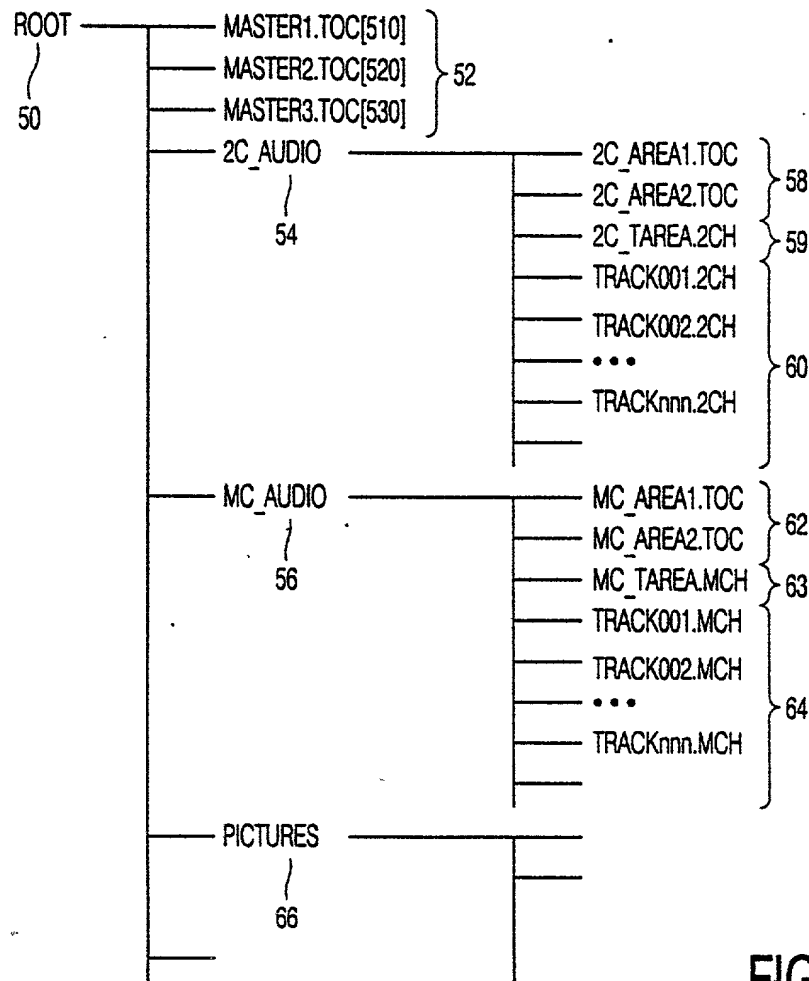 ROOT
50
MASTER1.TOC[510]
MASTER2.TOC[520]
MASTER3.TOC[530]
52
2C_AUDIO
54
2C_AREA1.TOC
2C_AREA2.TOC
58
2C_TAREA.2CH
59
TRACK001.2CH
TRACK002.2CH
•••
TRACKnnn.2CH
60
MC_AUDIO
56
MC_AREA1.TOC
MC_AREA2.TOC
62
MC_TAREA.MCH
63
TRACK001.MCH
TRACK002.MCH
•••
TRACKnnn.MCH
64
PICTURES
66
FIG